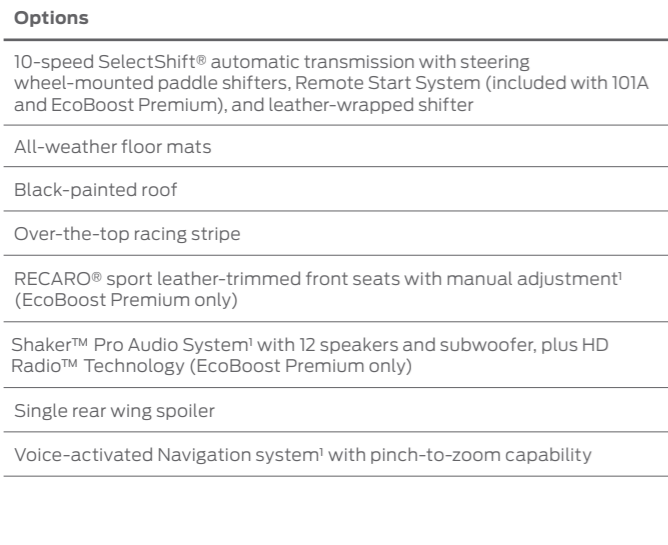 Options
10-speed SelectShift® automatic transmission with steering
wheel-mounted paddle shifters, Remote Start System (included with 101A
and EcoBoost Premium), and leather-wrapped shifter
All-weather floor mats
Black-painted roof
Over-the-top racing stripe
RECARO® sport leather-trimmed front seats with manual adjustment¹
(EcoBoost Premium only)
Shaker™ Pro Audio System¹ with 12 speakers and subwoofer, plus HD
Radio™ Technology (EcoBoost Premium only)
Single rear wing spoiler
Voice-activated Navigation system¹ with pinch-to-zoom capability